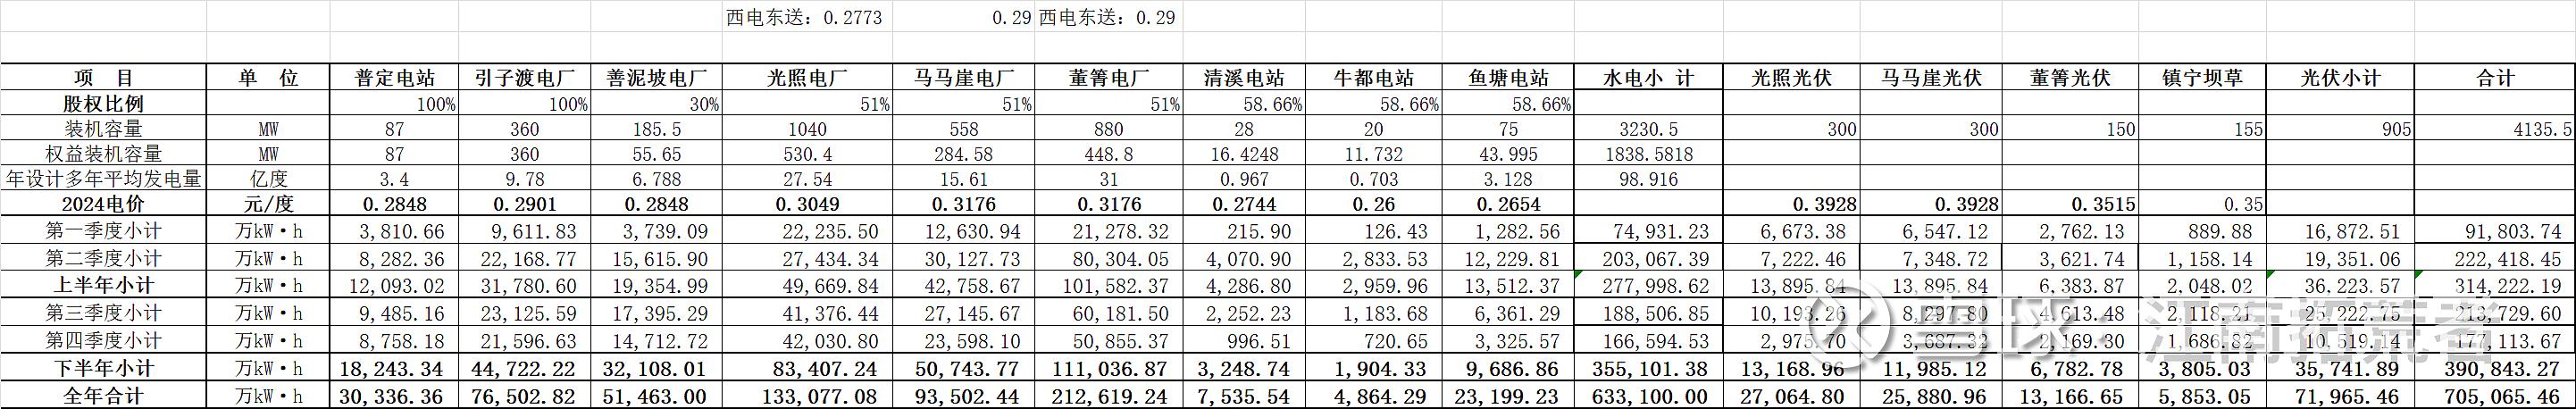 西电东送：0.2773 0.29 西电东送：0.29
项 目 单 位 普定电站 引子渡电厂 善泥坡电厂 光照电厂 马马崖电厂 董箐电厂 清溪电站 牛都电站 鱼塘电站 水电小 计 光照光伏 马马崖光伏 董箐光伏 镇宁坝草 光伏小计 合计
股权比例 100% 100% 30% 51% 51% 51% 58.66% 58.66% 58.66%
装机容量 MW 87 360 185.5 1040 558 880 28 20 75 3230.5 300 300 150 155 905 4135.5
权益装机容量 MW 87 360 55.65 530.4 284.58 448.8 16.4248 11.732 43.995 1838.5818
年设计多年平均发电量 亿度 3.4 9.78 6.788 27.54 15.61 31 0.967 0.703 3.128 98.916
2024电价 元/度 0.2848 0.2901 0.2848 0.3049 0.3176 0.3176 0.2744 0.26 0.2654 0.3928 0.3928 0.3515 0.35
第一季度小计 万kW·h 3,810.66 9,611.83 3,739.09 22,235.50 12,630.94 21,278.32 215.90 126.43 1,282.56 74,931.23 6,673.38 6,547.12 2,762.13 889.88 16,872.51 91,803.74
第二季度小计 万kW·h 8,282.36 22,168.77 15,615.90 27,434.34 30,127.73 80,304.05 4,070.90 2,833.53 12,229.81 203,067.39 7,222.46 7,348.72 3,621.74 1,158.14 19,351.06 222,418.45
上半年小计 万kW·h 12,093.02 31,780.60 19,354.99 49,669.84 42,758.67 101,582.37 4,286.80 2,959.96 13,512.37 277,998.62 13,895.84 13,895.84 6,383.87 2,048.02 36,223.57 314,222.19
第三季度小计 万kW·h 9,485.16 23,125.59 17,395.29 41,376.44 27,145.67 60,181.50 2,252.23 1,183.68 6,361.29 188,506.85 10,193.26 8,297.80 4,613.48 2,118.21 25,222.75 213,729.60
第四季度小计 万kW·h 8,758.18 21,596.63 14,712.72 42,030.80 23,598.10 50,855.37 996.51 720.65 3,325.57 166,594.53 2,975.70 3,687.32 2,169.30 1,686.82 10,519.14 177,113.67
下半年小计 万kW·h 18,243.34 44,722.22 32,108.01 83,407.24 50,743.77 111,036.87 3,248.74 1,904.33 9,686.86 355,101.38 13,168.96 11,985.12 6,782.78 3,805.03 35,741.89 390,843.27
全年合计 万kW·h 30,336.36 76,502.82 51,463.00 133,077.08 93,502.44 212,619.24 7,535.54 4,864.29 23,199.23 633,100.00 27,064.80 25,880.96 13,166.65 5,853.05 71,965.46 705,065.46
雪球：江南拓荒者